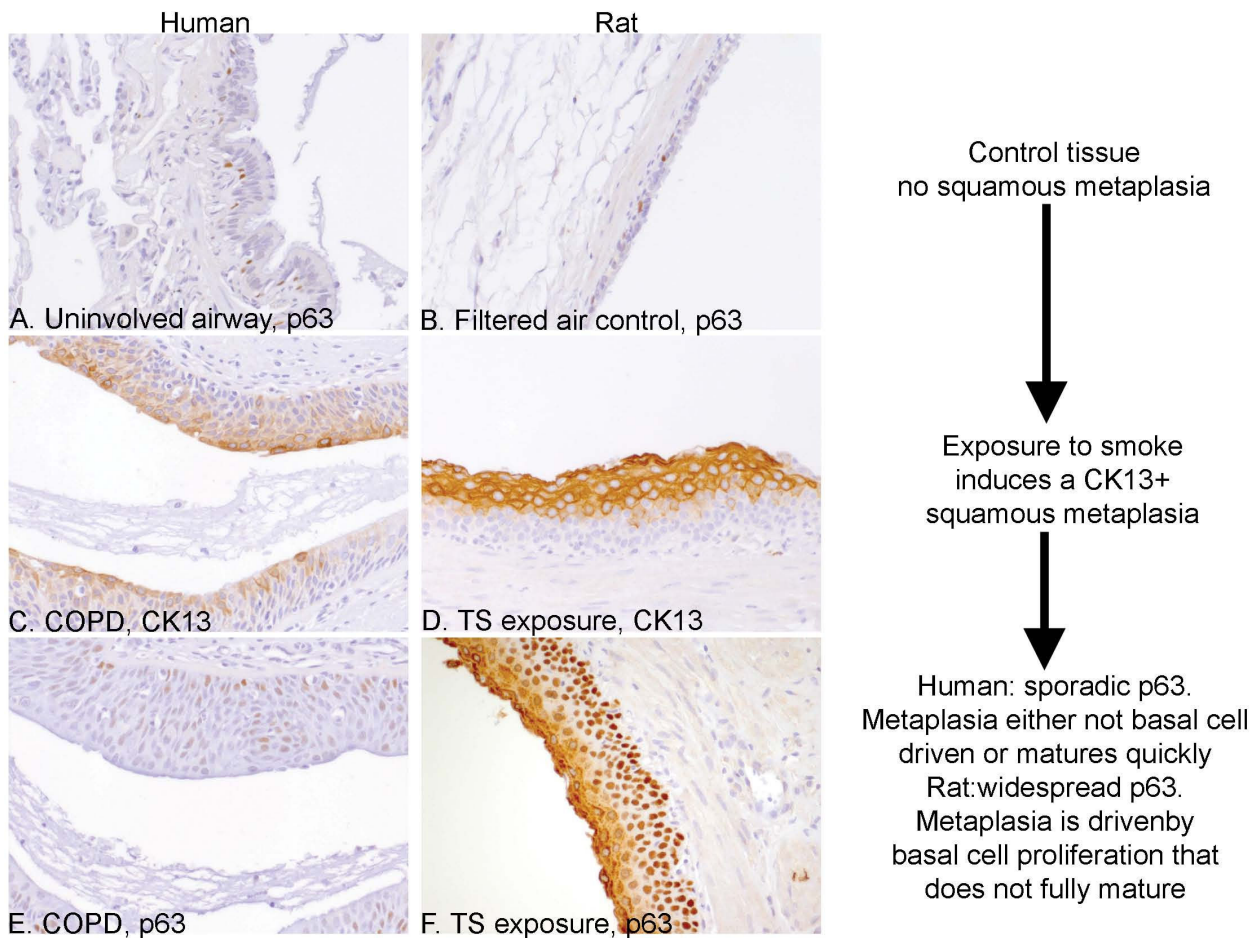 Human
Rat
A. Uninvolved airway, p63
B. Filtered air control, p63
Control tissue
no squamous metaplasia
C. COPD, CK13
D. TS exposure, CK13
Exposure to smoke
induces a CK13+
squamous metaplasia
E. COPD, p63
F. TS exposure, p63
Human: sporadic p63.
Metaplasia either not basal cell
driven or matures quickly
Rat:widespread p63.
Metaplasia is drivenby
basal cell proliferation that
does not fully mature